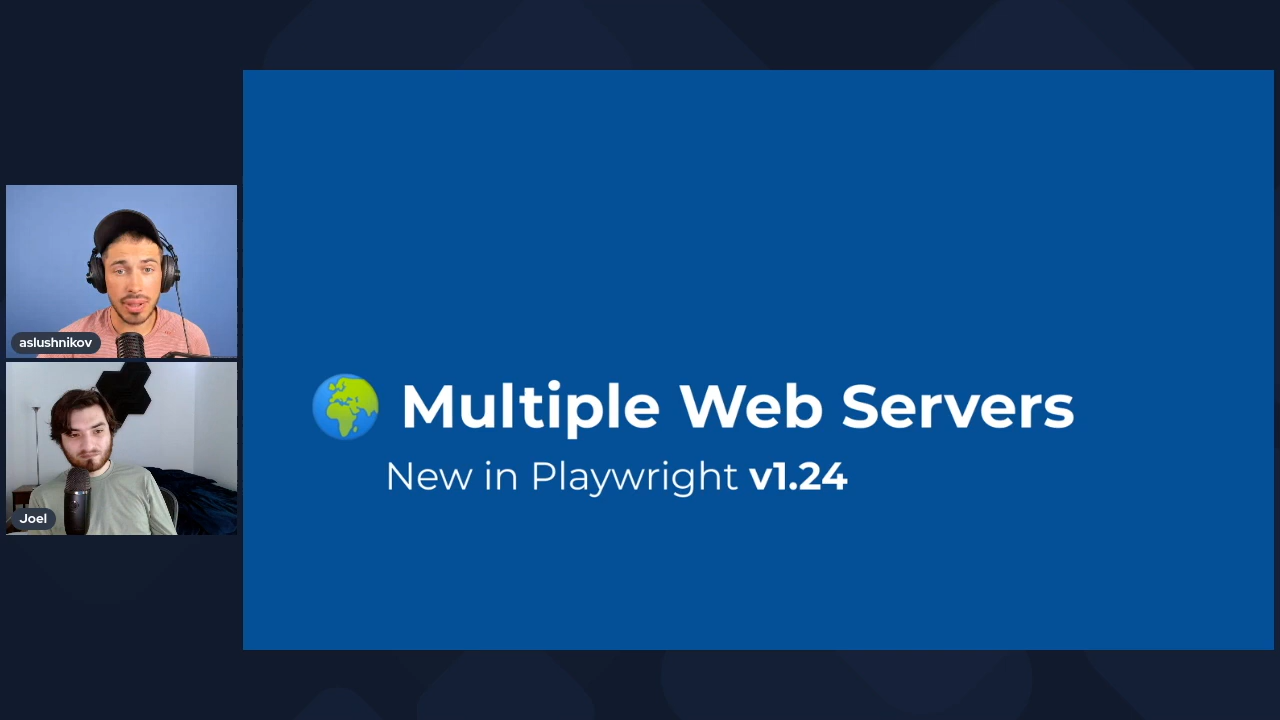 aslushnikov
Joel
🌍 Multiple Web Servers
New in Playwright v1.24